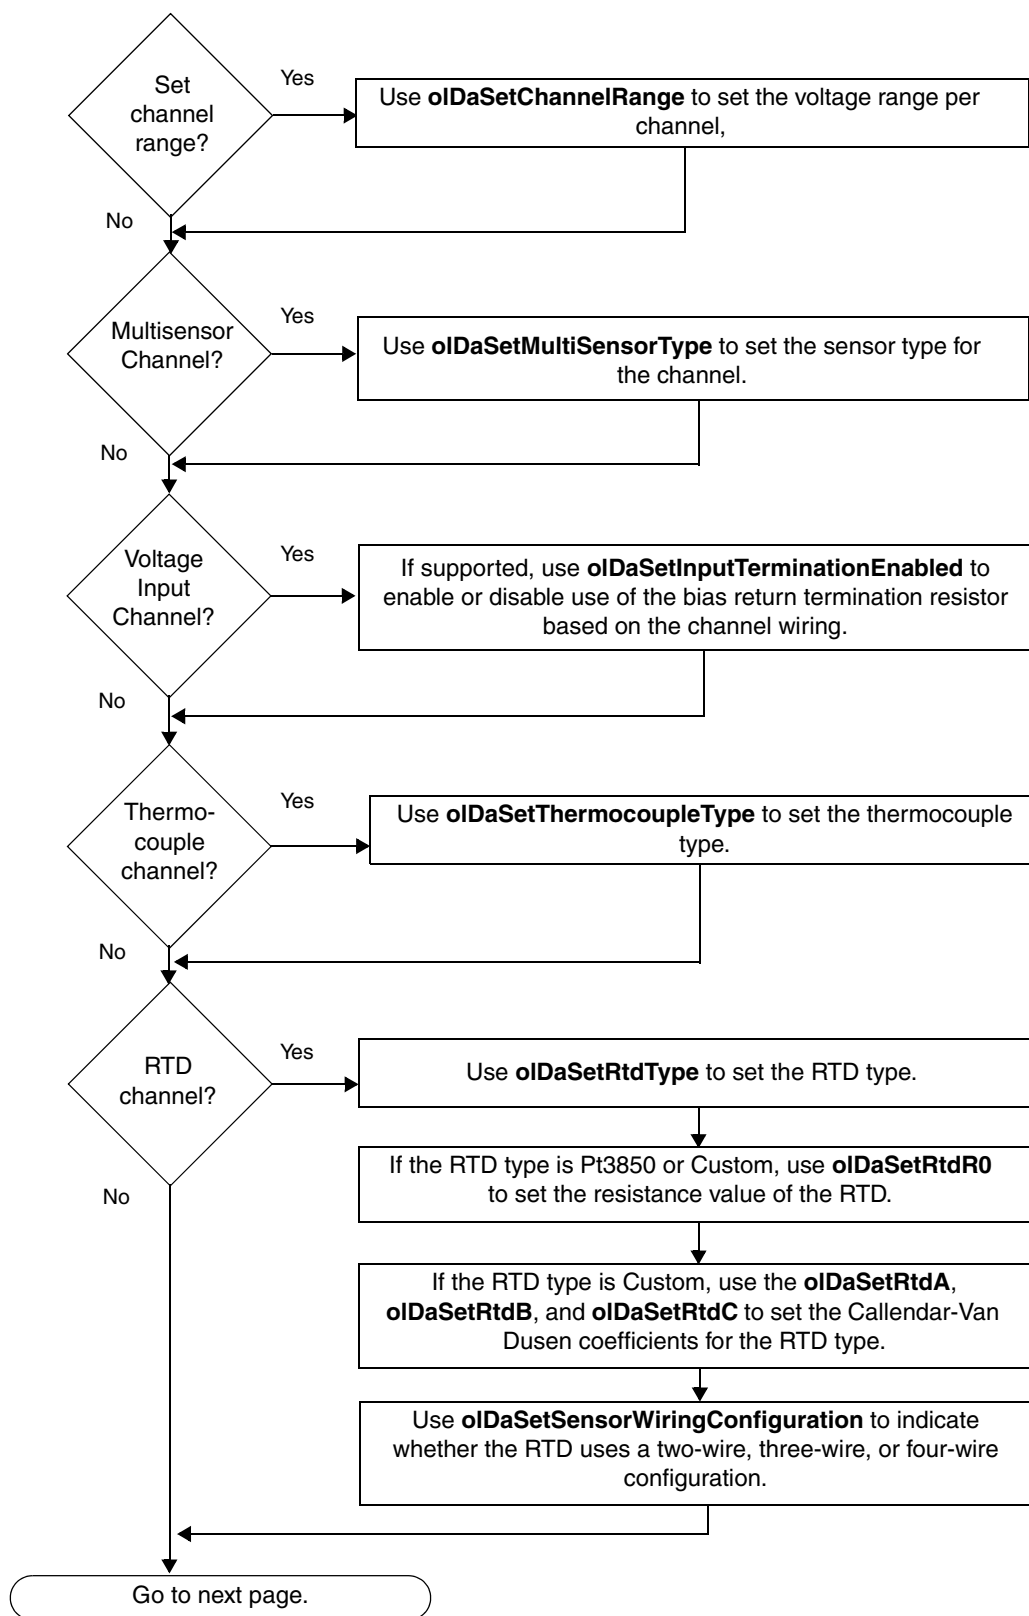 Set
channel
range?
Yes
Use olDaSetChannelRange to set the voltage range per
channel,
No
Multisensor
Channel?
Yes
Use olDaSetMultiSensorType to set the sensor type for
the channel.
No
Voltage
Input
Channel?
Yes
If supported, use olDaSetInputTerminationEnabled to
enable or disable use of the bias return termination resistor
based on the channel wiring.
No
Thermo-
couple
channel?
Yes
Use olDaSetThermocoupleType to set the thermocouple
type.
No
RTD
channel?
Yes
Use olDaSetRtdType to set the RTD type.
If the RTD type is Pt3850 or Custom, use olDaSetRtdR0
to set the resistance value of the RTD.
No
If the RTD type is Custom, use the olDaSetRtdA,
olDaSetRtdB, and olDaSetRtdC to set the Callendar-Van
Dusen coefficients for the RTD type.
Use olDaSetSensorWiringConfiguration to indicate
whether the RTD uses a two-wire, three-wire, or four-wire
configuration.
Go to next page.